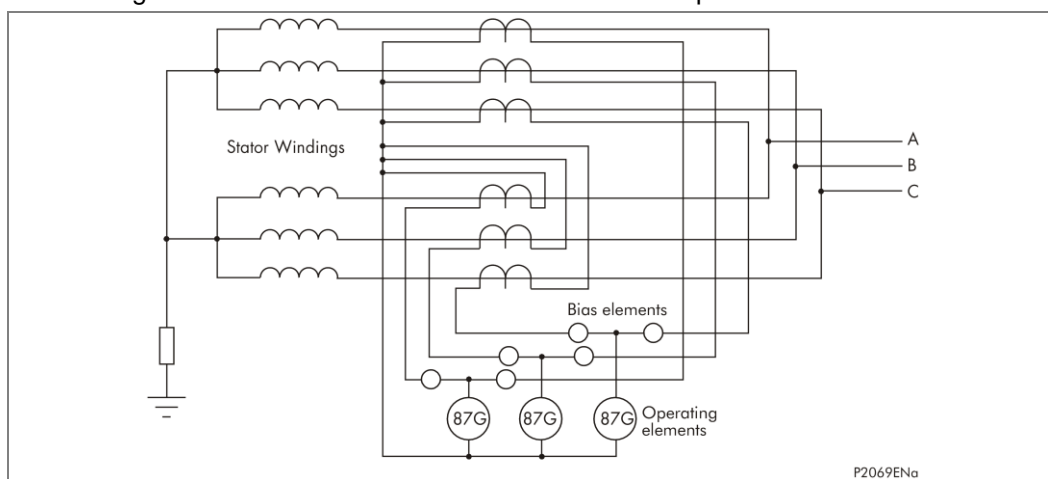 Stator Windings
A
B
C
Bias elements
87G 87G 87G Operating
elements
P2069ENa